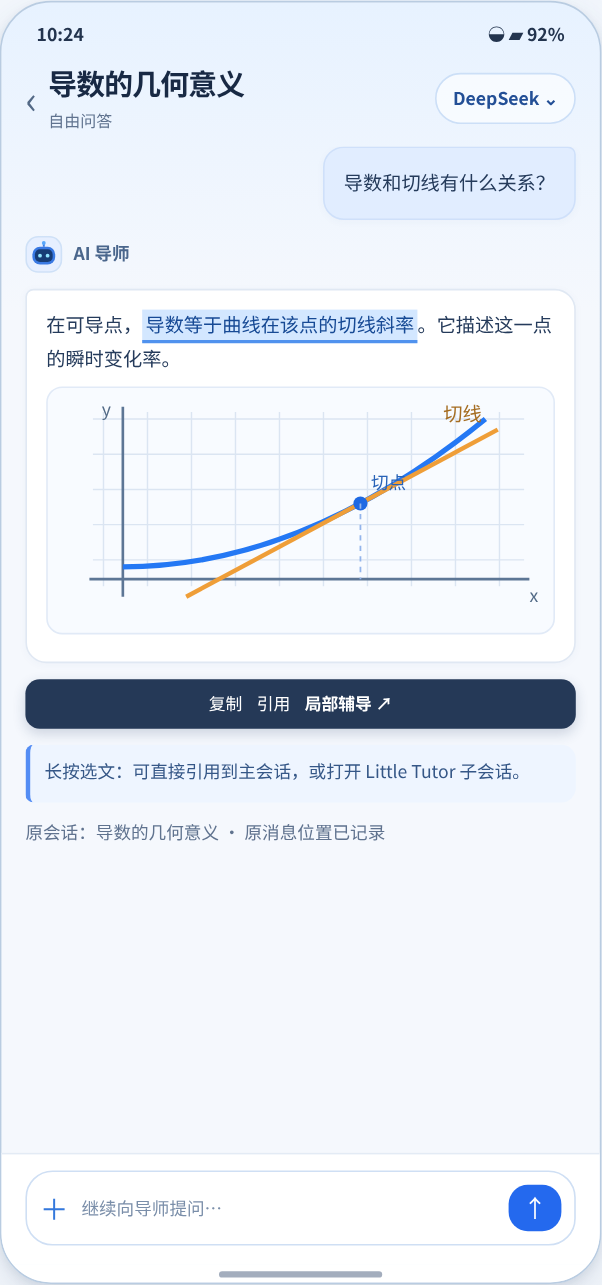 10:24
92%
导数的几何意义
自由问答
DeepSeek
导数和切线有什么关系？
AI 导师
在可导点，导数等于曲线在该点的切线斜率。它描述这一点
的瞬时变化率。
y
切线
切点
x
复制 引用 局部辅导 ↗
长按选文：可直接引用到主会话，或打开 Little Tutor 子会话。
原会话：导数的几何意义 · 原消息位置已记录
继续向导师提问…